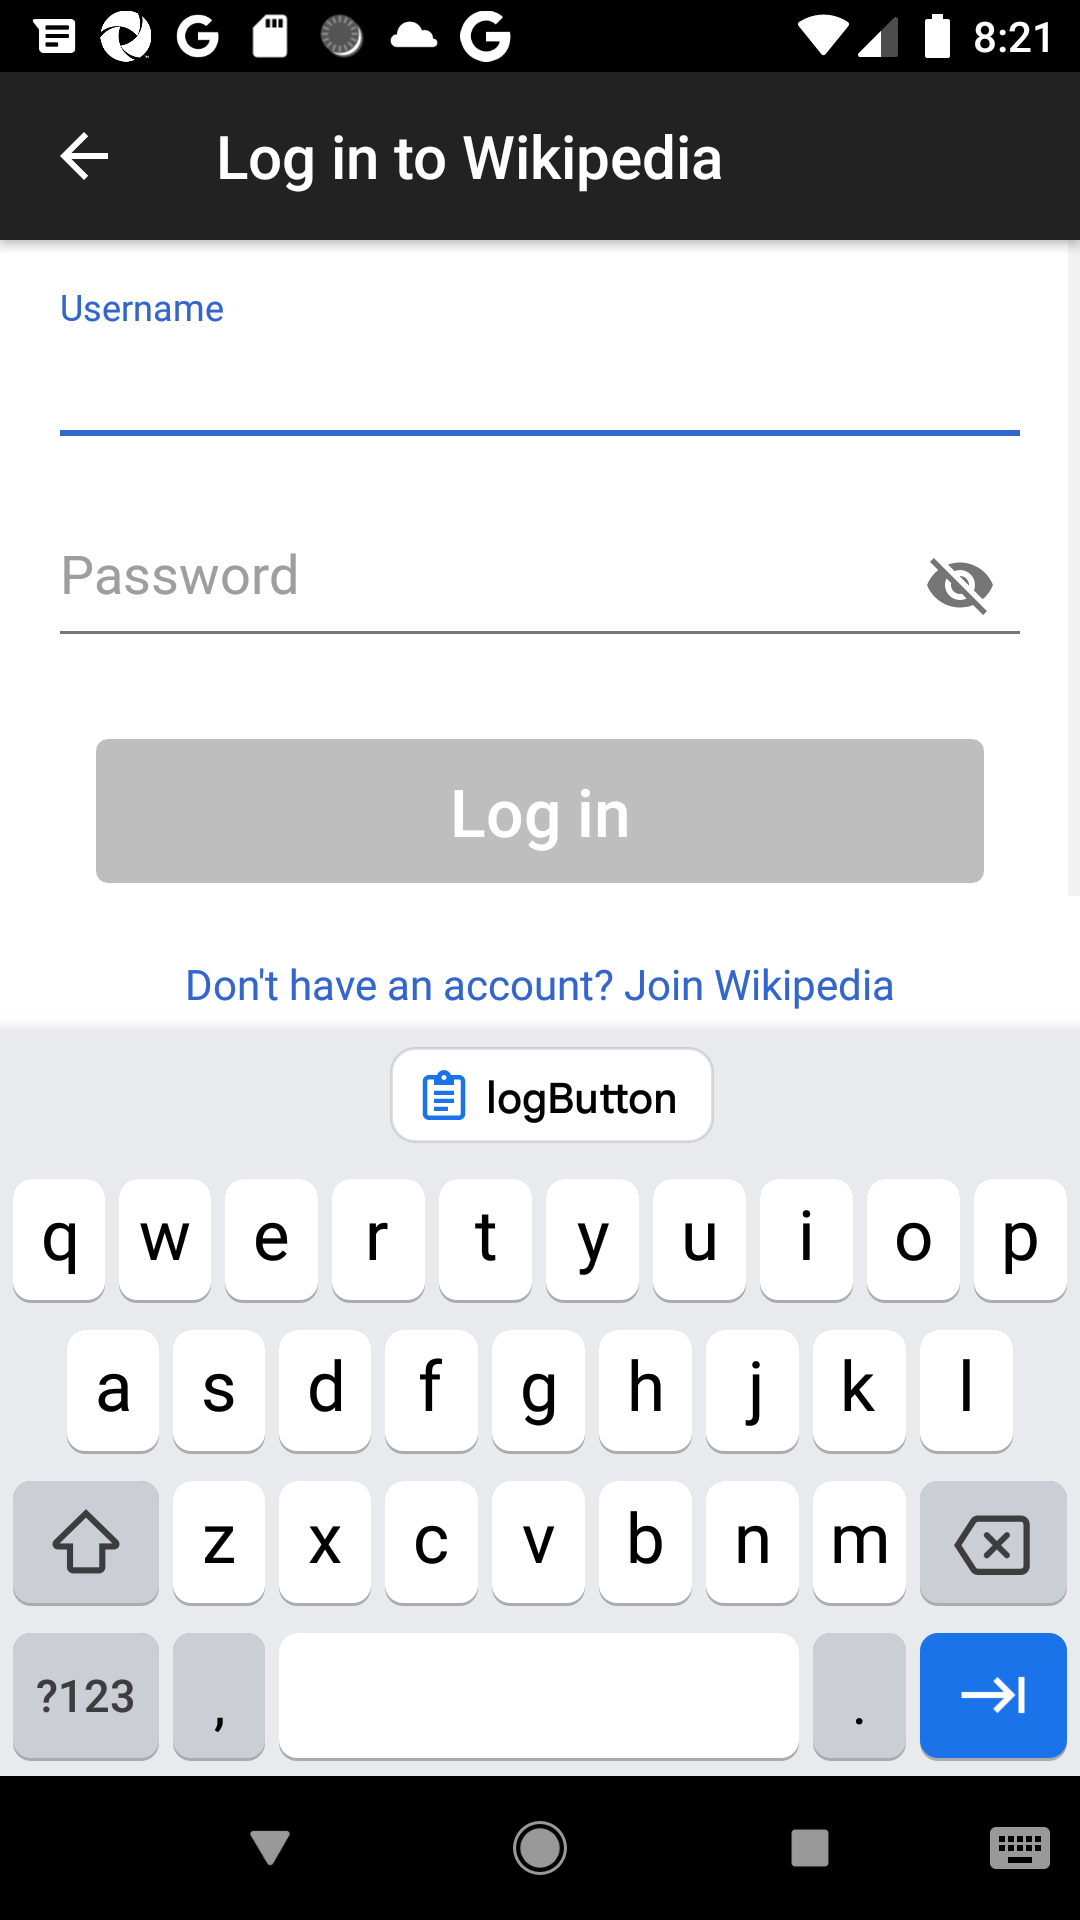 8:21
Log in to Wikipedia
Username
Password
Log in
Don't have an account? Join Wikipedia
logButton
q w e r t y u i o p
a s d f g h j k l
z x c v b n m
?123 , .